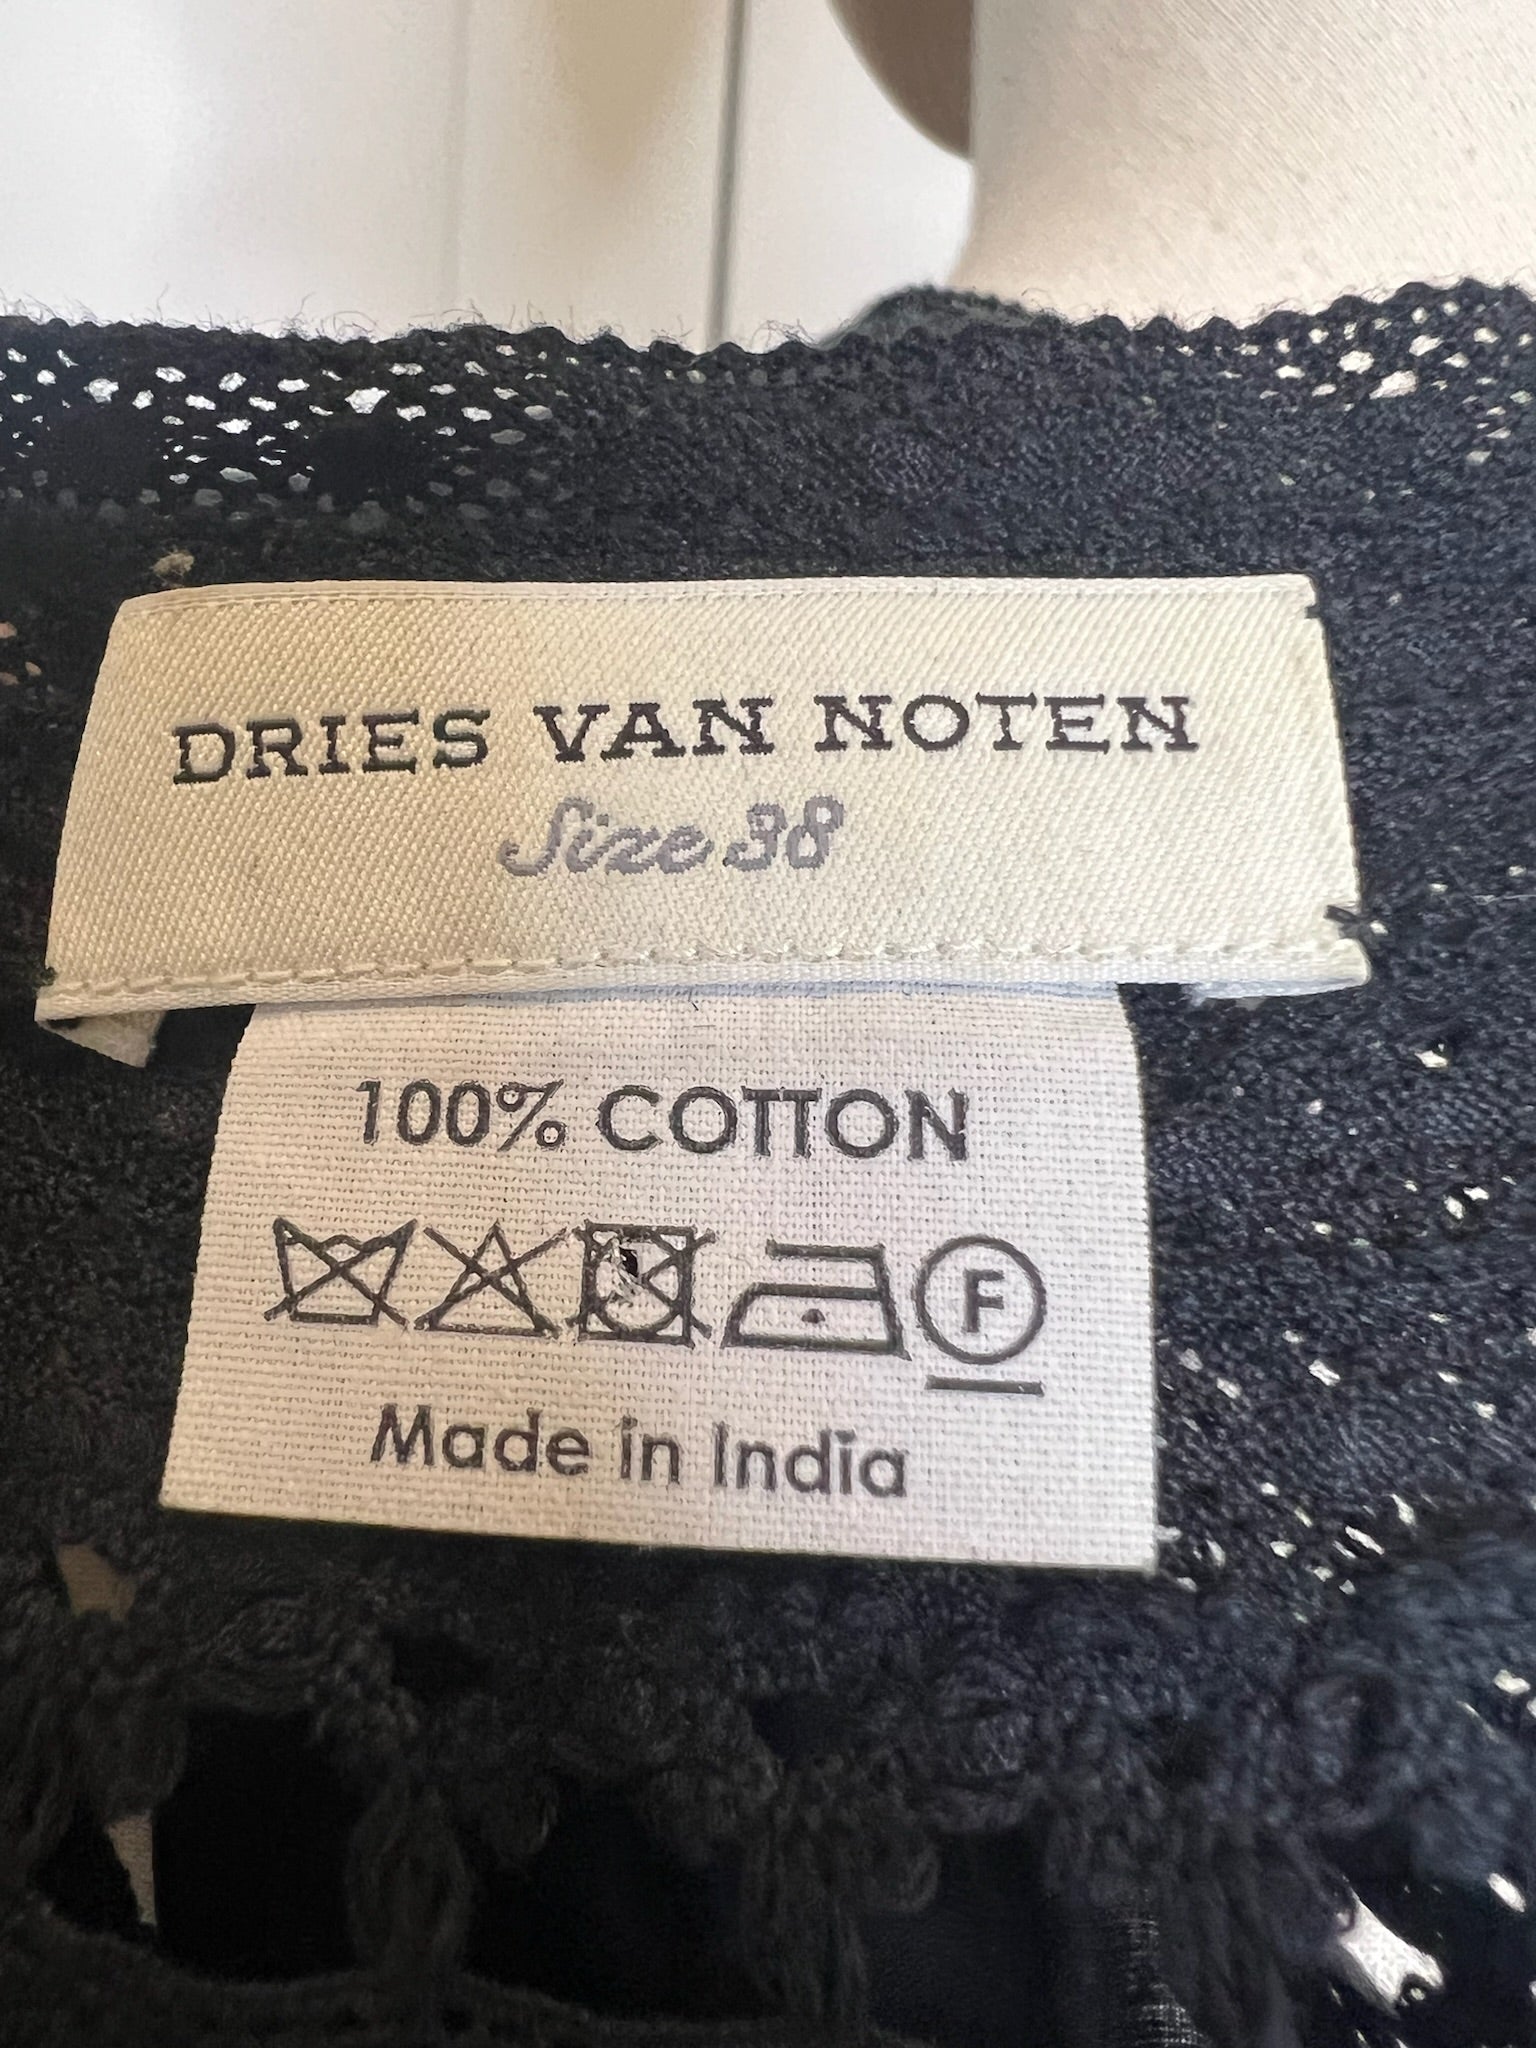 DRIES VAN NOTEN
Size 38
100% COTTON
F
Made in India